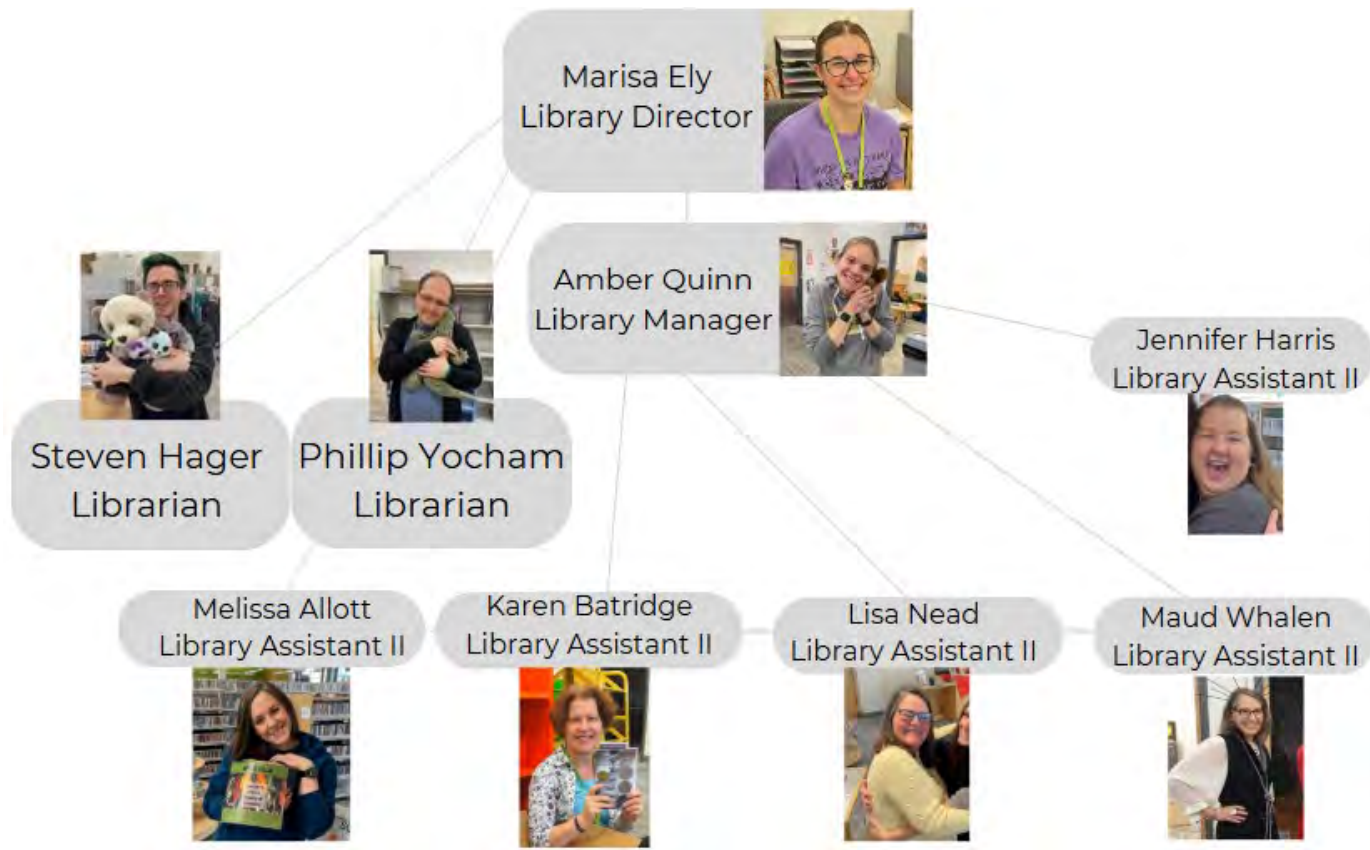 Marisa Ely
Library Director
Amber Quinn
Library Manager
Jennifer Harris
Library Assistant II
Steven Hager
Librarian
Phillip Yocham
Librarian
Melissa Allott
Library Assistant II
Karen Batridge
Library Assistant II
Lisa Nead
Library Assistant II
Maud Whalen
Library Assistant II